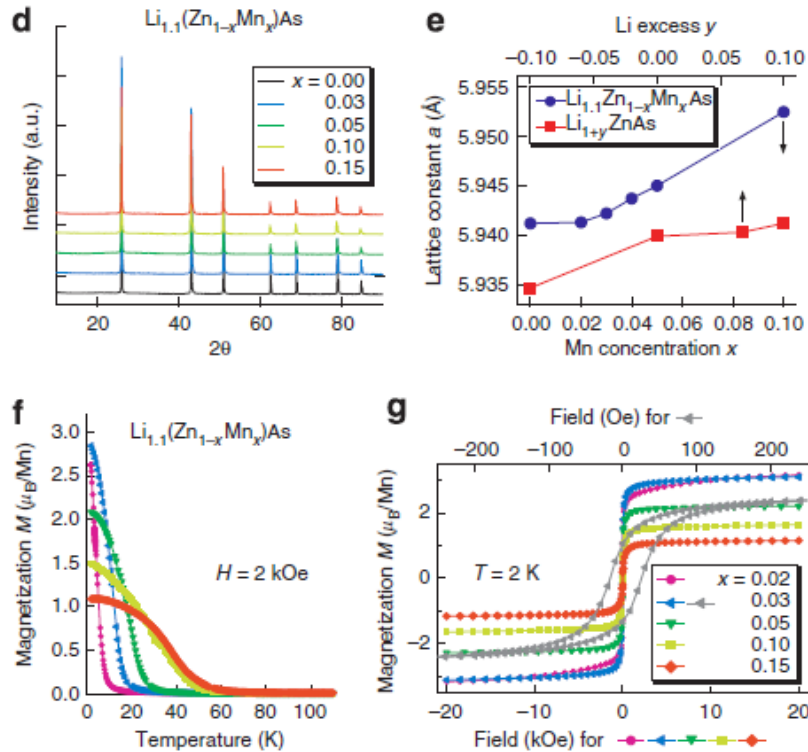 d
Li1.1(Zn1–xMnx)As
x = 0.00
0.03
0.05
0.10
0.15
Intensity (a.u.)
20 40 60 80
2θ
e
Li excess y
–0.10 –0.05 0.00 0.05 0.10
Li1.1Zn1–xMnxAs
Li1+yZnAs
Lattice constant a (Å)
5.955
5.950
5.945
5.940
5.935
0.00 0.02 0.04 0.06 0.08 0.10
Mn concentration x
f
Li1.1(Zn1–xMnx)As
H = 2 kOe
Magnetization M (μB/Mn)
3.0
2.5
2.0
1.5
1.0
0.5
0.0
0 20 40 60 80 100
Temperature (K)
g
Field (Oe) for
–200 –100 0 100 200
T = 2 K
x = 0.02
0.03
0.05
0.10
0.15
Magnetization M (μB/Mn)
2
0
–2
–20 –10 0 10 20
Field (kOe) for